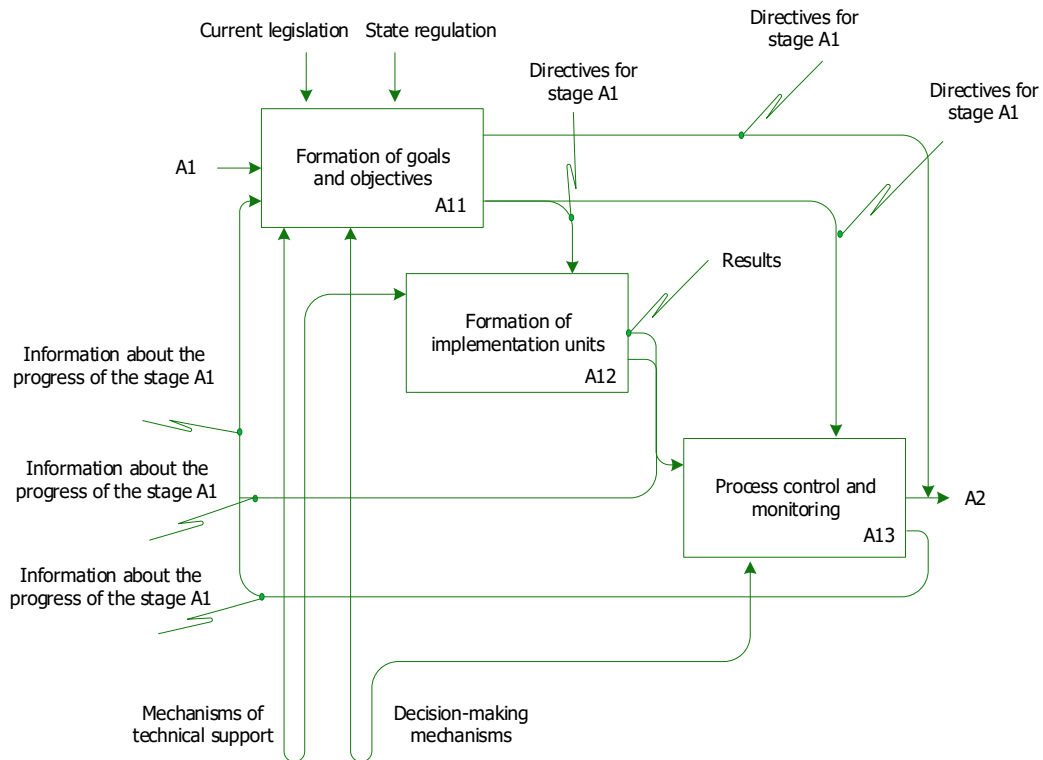 Current legislation
State regulation
Directives for
stage A1
Directives for
stage A1
Directives for
stage A1
A1
Formation of goals
and objectives
A11
Results
Formation of
implementation units
A12
Information about the
progress of the stage A1
Information about the
progress of the stage A1
Process control and
monitoring
A13
A2
Information about the
progress of the stage A1
Mechanisms of
technical support
Decision-making
mechanisms